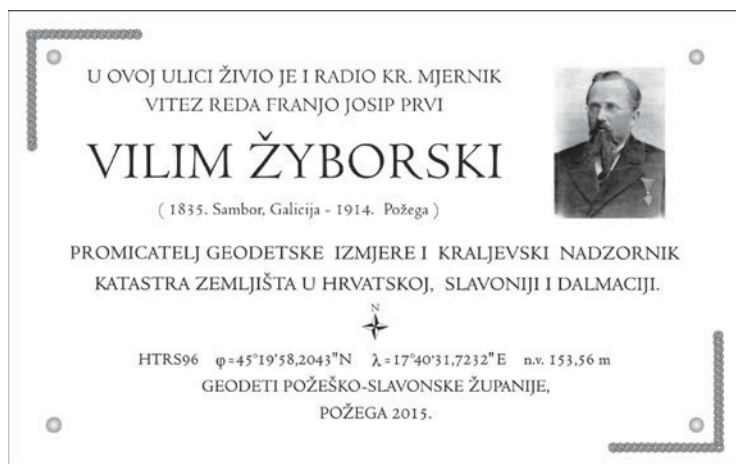 U OVOJ ULICI ŽIVIO JE I RADIO KR. MJERNIK
VITEZ REDA FRANJO JOSIP PRVI
VILIM ŽYBORSKI
( 1835. Sambor, Galicija - 1914. Požega )
PROMICATELJ GEODETSKE IZMJERE I KRALJEVSKI NADZORNIK
KATASTRA ZEMLJIŠTA U HRVATSKOJ, SLAVONIJI I DALMACIJI.
N
HTRS96 φ=45°19'58,2043"N λ=17°40'31,7232"E n.v. 153,56 m
GEODETI POŽEŠKO-SLAVONSKE ŽUPANIJE,
POŽEGA 2015.